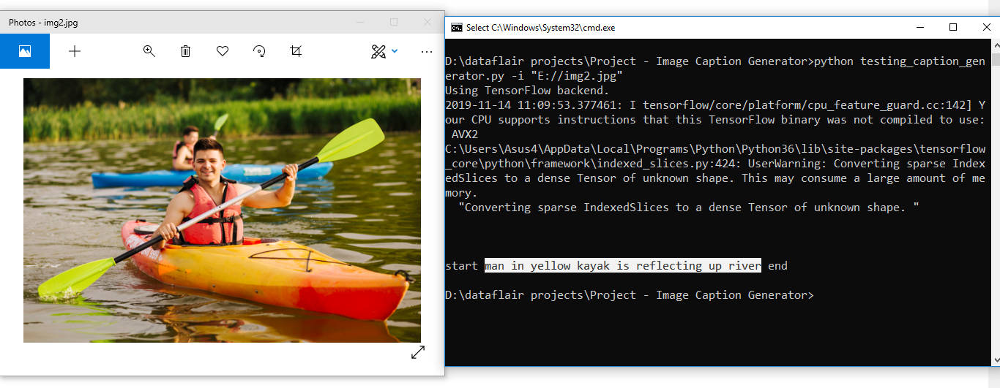 Photos - img2.jpg
Select C:\Windows\System32\cmd.exe
D:\dataflair projects\Project - Image Caption Generator>python testing_caption_gen
erator.py -i "E://img2.jpg"
Using TensorFlow backend.
2019-11-14 11:09:53.377461: I tensorflow/core/platform/cpu_feature_guard.cc:142] Y
our CPU supports instructions that this TensorFlow binary was not compiled to use:
 AVX2
C:\Users\Asus4\AppData\Local\Programs\Python\Python36\lib\site-packages\tensorflow
_core\python\framework\indexed_slices.py:424: UserWarning: Converting sparse Index
edSlices to a dense Tensor of unknown shape. This may consume a large amount of me
mory.
  "Converting sparse IndexedSlices to a dense Tensor of unknown shape. "
start man in yellow kayak is reflecting up river end
D:\dataflair projects\Project - Image Caption Generator>